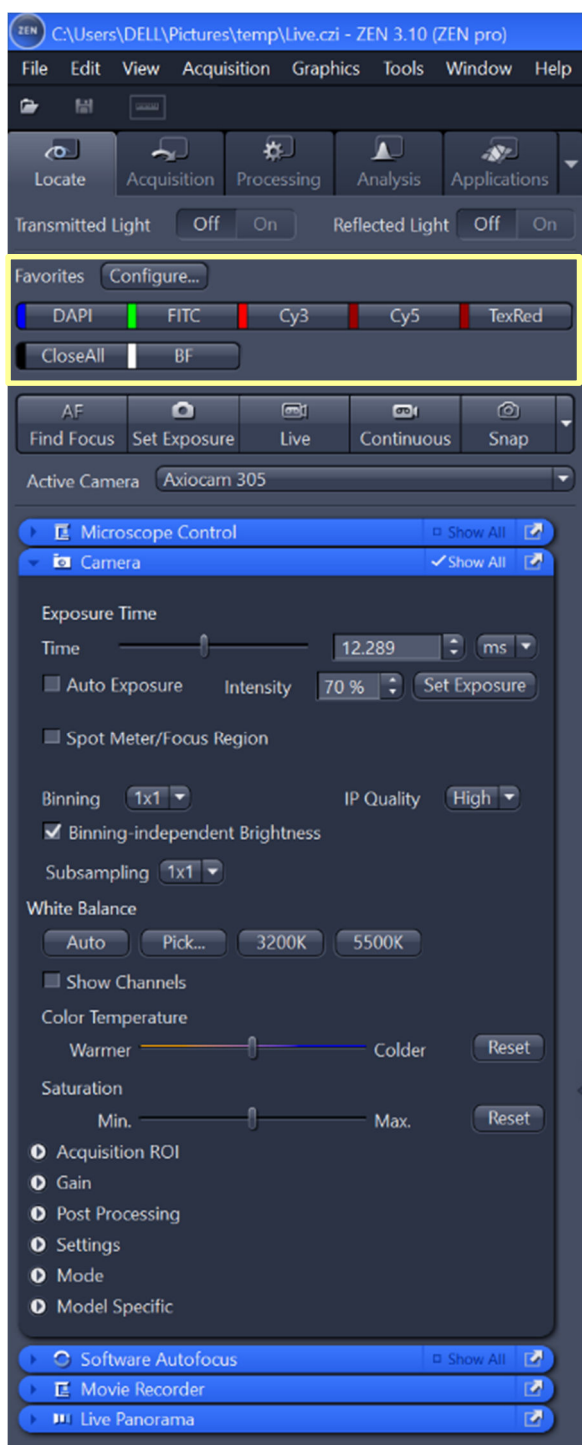 ZEN C:\Users\DELL\Pictures\temp\Live.czi - ZEN 3.10 (ZEN pro)
File Edit View Acquisition Graphics Tools Window Help
Locate Acquisition Processing Analysis Applications
Transmitted Light Off On Reflected Light Off On
Favorites Configure...
DAPI FITC Cy3 Cy5 TexRed
CloseAll BF
AF
Find Focus Set Exposure Live Continuous Snap
Active Camera Axiocam 305
Microscope Control Show All
Camera Show All
Exposure Time
Time 12.289 ms
Auto Exposure Intensity 70 % Set Exposure
Spot Meter/Focus Region
Binning 1x1 IP Quality High
Binning-independent Brightness
Subsampling 1x1
White Balance
Auto Pick... 3200K 5500K
Show Channels
Color Temperature
Warmer Colder Reset
Saturation
Min. Max. Reset
Acquisition ROI
Gain
Post Processing
Settings
Mode
Model Specific
Software Autofocus Show All
Movie Recorder
Live Panorama